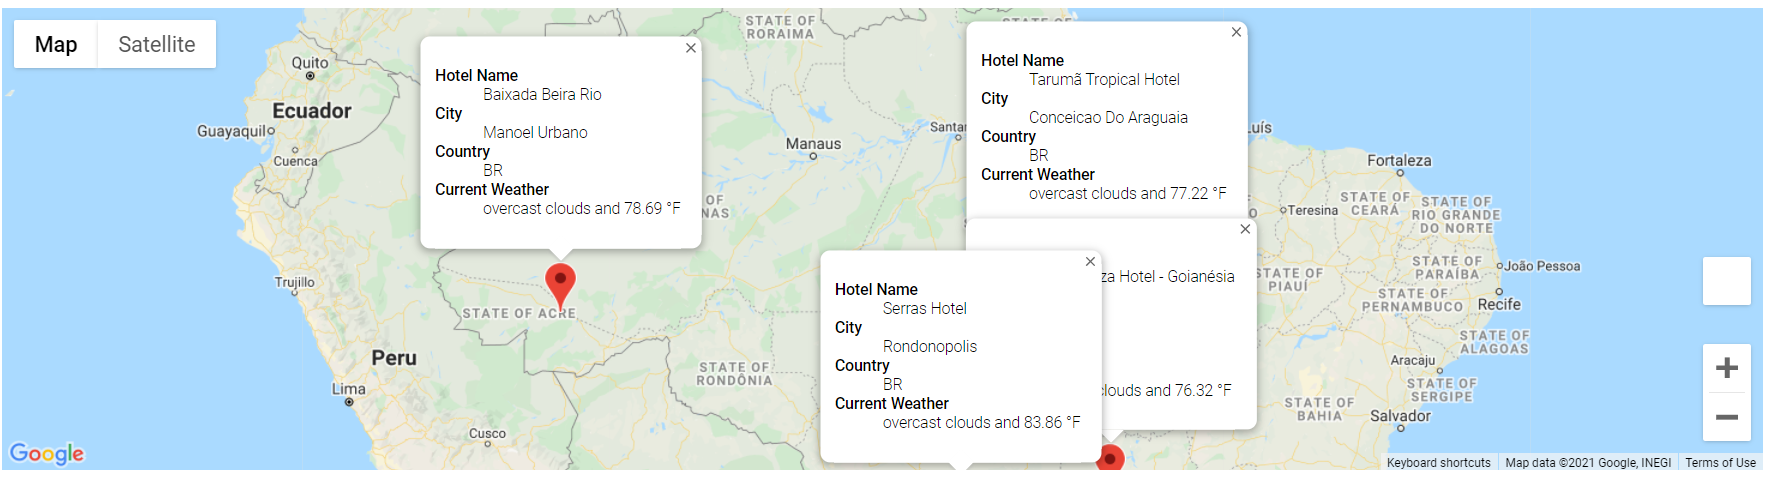 Map
Satellite
Quito
Ecuador
Guayaquil
Cuenca
Trujillo
Peru
Lima
Cusco
Google
Hotel Name
Baixada Beira Rio
City
Manoel Urbano
Country
BR
Current Weather
overcast clouds and 78.69 °F
STATE OF ACRE
STATE OF
RORAIMA
Manaus
OF
NAS
STATE OF
RONDÔNIA
STATE OF
Hotel Name
Tarumã Tropical Hotel
City
Conceicao Do Araguaia
Country
BR
Current Weather
overcast clouds and 77.22 °F
Santar
za Hotel - Goianésia
clouds and 76.32 °F
Hotel Name
Serras Hotel
City
Rondonopolis
Country
BR
Current Weather
overcast clouds and 83.86 °F
Luís
Fortaleza
Teresina
STATE OF
CEARÁ
STATE OF
RIO GRANDE
DO NORTE
STATE OF
PIAUÍ
STATE OF
PARAÍBA
João Pessoa
STATE OF
PERNAMBUCO
Recife
STATE OF
ALAGOAS
Aracaju
STATE OF
SERGIPE
STATE OF
BAHIA
Salvador
Keyboard shortcuts
Map data ©2021 Google, INEGI
Terms of Use